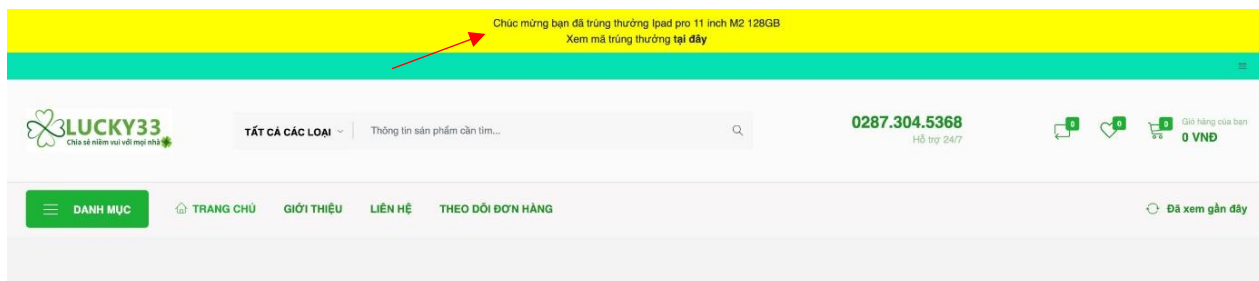 Chúc mừng bạn đã trúng thưởng Ipad pro 11 inch M2 128GB
Xem mã trúng thưởng tại đây
LUCKY33
Chia sẻ niềm vui với mọi nhà
TẤT CẢ CÁC LOẠI
Thông tin sản phẩm cần tìm...
0287.304.5368
Hỗ trợ 24/7
0
0
0
Giỏ hàng của bạn
0 VNĐ
DANH MỤC
TRANG CHỦ
GIỚI THIỆU
LIÊN HỆ
THEO DÕI ĐƠN HÀNG
Đã xem gần đây